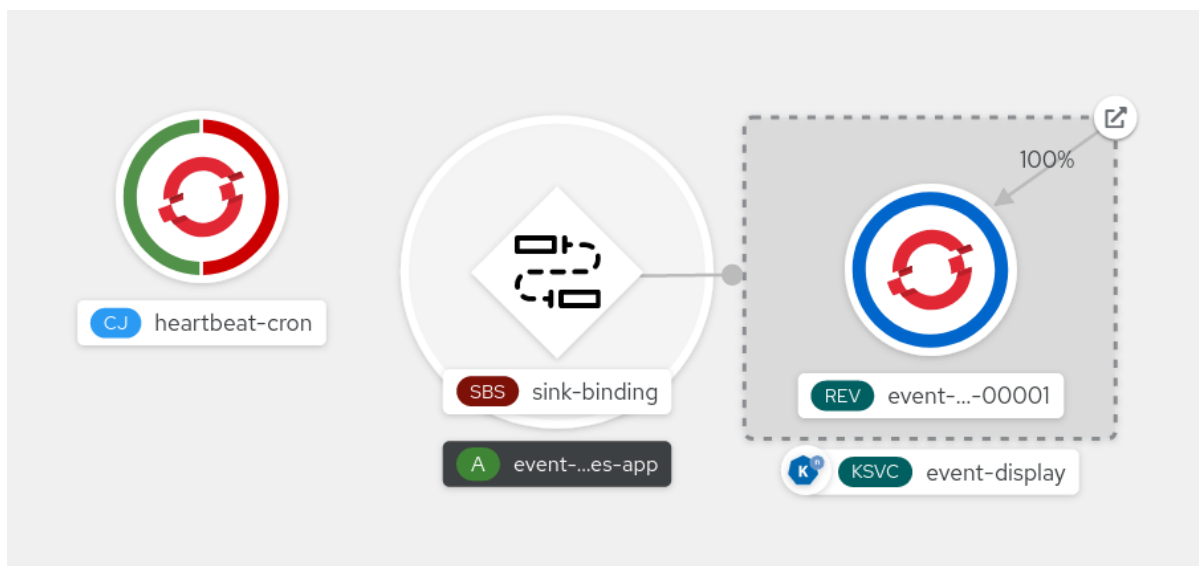 100%
CJ heartbeat-cron
SBS sink-binding
REV event-...-00001
A event-...es-app
K n KSVC event-display